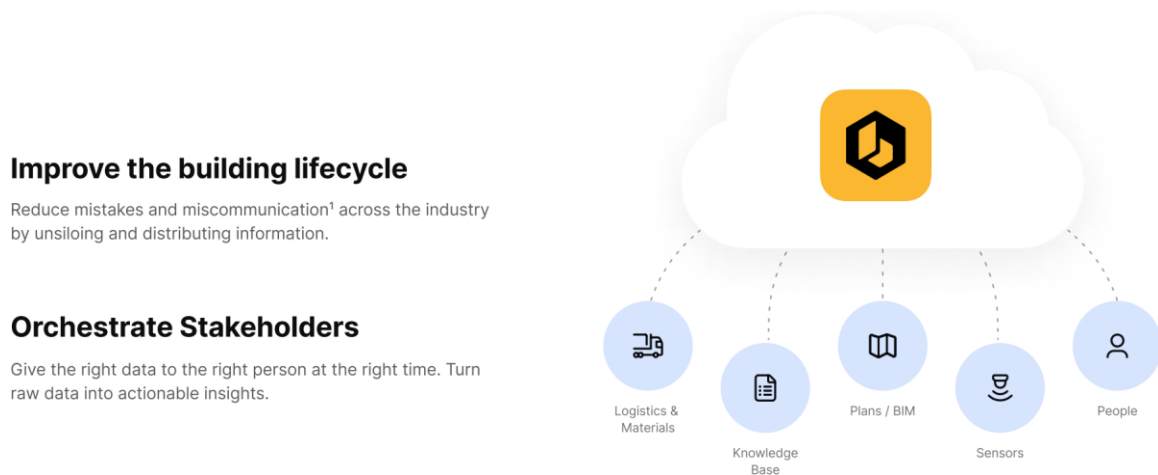 Improve the building lifecycle
Reduce mistakes and miscommunication¹ across the industry
by unsiloing and distributing information.
Orchestrate Stakeholders
Give the right data to the right person at the right time. Turn
raw data into actionable insights.
Logistics &
Materials
Knowledge
Base
Plans / BIM
Sensors
People